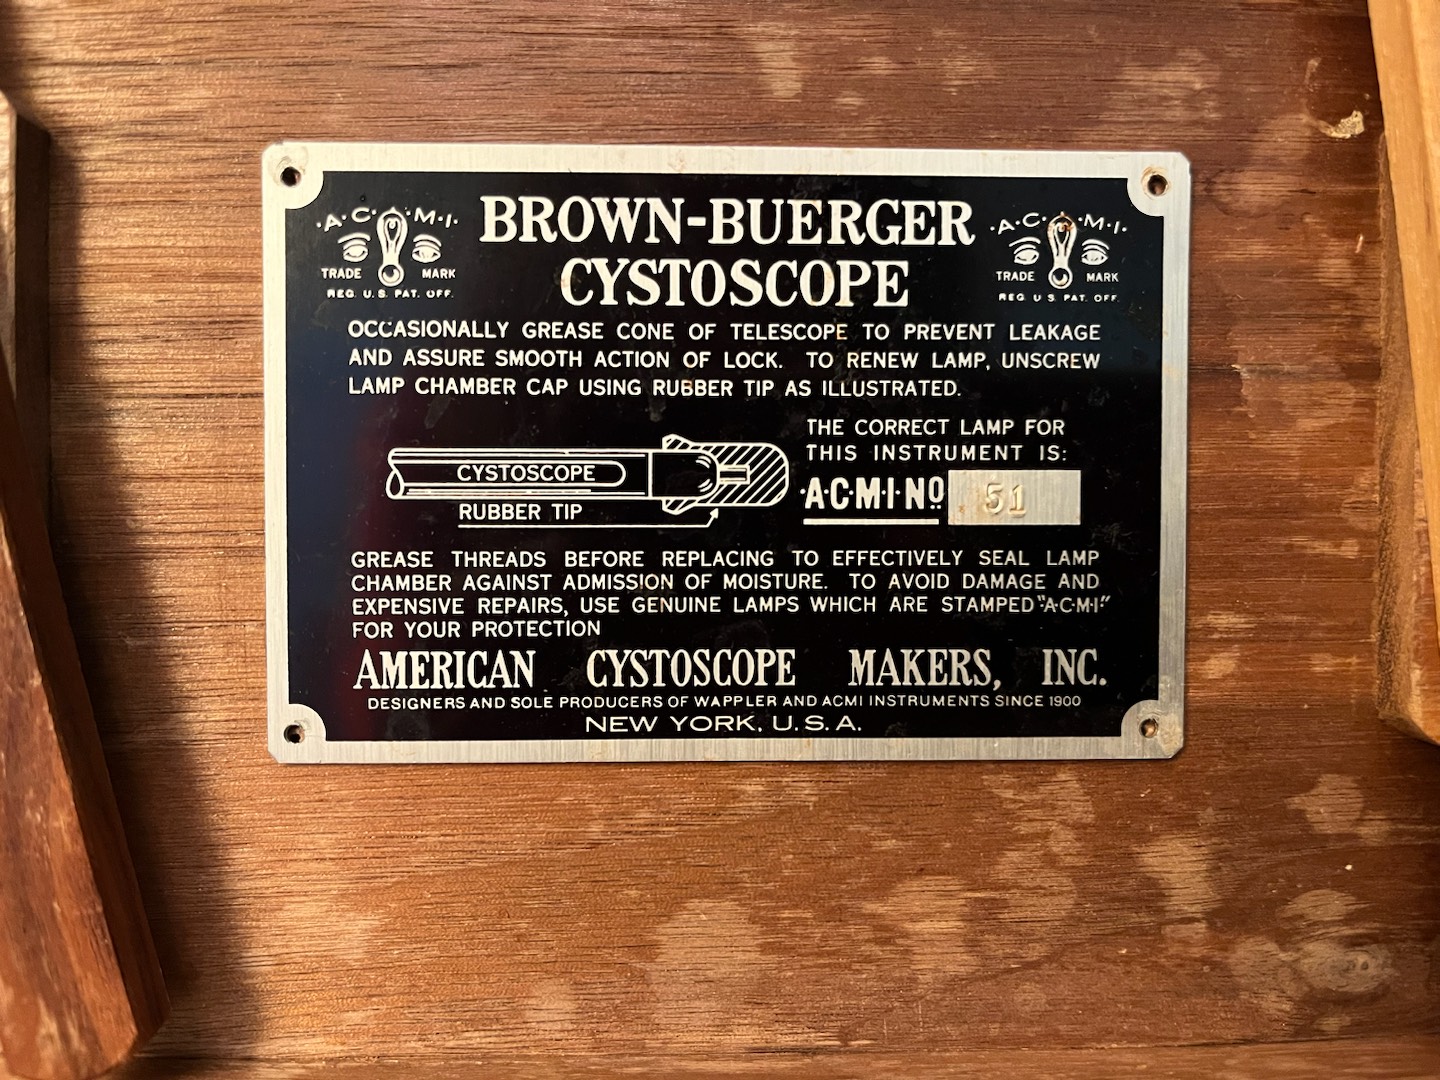 ·A·C·M·I·
TRADE MARK
REG. U.S. PAT. OFF.
BROWN-BUERGER
CYSTOSCOPE
·A·C·M·I·
TRADE MARK
REG. U.S. PAT. OFF.
OCCASIONALLY GREASE CONE OF TELESCOPE TO PREVENT LEAKAGE
AND ASSURE SMOOTH ACTION OF LOCK. TO RENEW LAMP, UNSCREW
LAMP CHAMBER CAP USING RUBBER TIP AS ILLUSTRATED.
CYSTOSCOPE
RUBBER TIP
THE CORRECT LAMP FOR
THIS INSTRUMENT IS:
·A·C·M·I· Nº 51
GREASE THREADS BEFORE REPLACING TO EFFECTIVELY SEAL LAMP
CHAMBER AGAINST ADMISSION OF MOISTURE. TO AVOID DAMAGE AND
EXPENSIVE REPAIRS, USE GENUINE LAMPS WHICH ARE STAMPED "A·C·M·I·"
FOR YOUR PROTECTION
AMERICAN CYSTOSCOPE MAKERS, INC.
DESIGNERS AND SOLE PRODUCERS OF WAPPLER AND ACMI INSTRUMENTS SINCE 1900
NEW YORK, U.S.A.